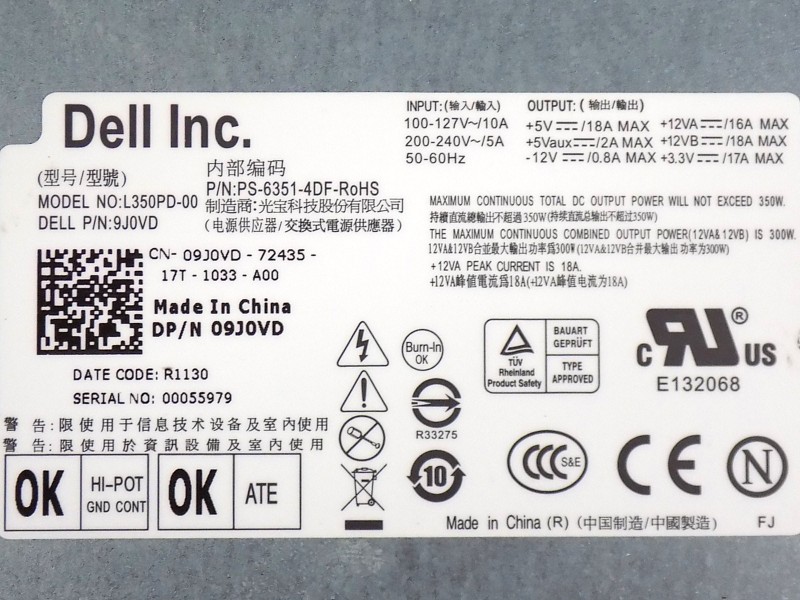 Dell Inc.
(型号/型號)
MODEL NO:L350PD-00
DELL P/N:9J0VD
内部编码
P/N:PS-6351-4DF-RoHS
制造商:光宝科技股份有限公司
(电源供应器/交換式電源供應器)
INPUT:(输入/輸入)
100-127V~/10A
200-240V~/5A
50-60Hz
OUTPUT: (输出/輸出)
+5V⎓/18A MAX +12VA⎓/16A MAX
+5Vaux⎓/2A MAX +12VB⎓/18A MAX
-12V⎓/0.8A MAX +3.3V⎓/17A MAX
MAXIMUM CONTINUOUS TOTAL DC OUTPUT POWER WILL NOT EXCEED 350W.
持續直流總輸出不超過350W(持续直流总输出不超过350W)
THE MAXIMUM CONTINUOUS COMBINED OUTPUT POWER(12VA &12VB) IS 300W.
12VA&12VB合並最大輸出功率爲300W(12VA&12VB合并最大输出功率为300W)
+12VA PEAK CURRENT IS 18A.
+12VA峰值電流爲18A(+12VA峰值电流为18A)
CN- 09J0VD - 72435 -
17T - 1033 - A00
Made In China
DP/N 09J0VD
DATE CODE: R1130
SERIAL NO: 00055979
警 告:限使用于信息技术设备及室内使用
警 告:限使用於資訊設備及室內使用
OK HI-POT
GND CONT
OK ATE
Burn-In
OK
R33275
10
TÜV
Rheinland
Product Safety
BAUART
GEPRÜFT
TYPE
APPROVED
c RU ® US
E132068
CCC S&E
CE
N
Made in China (R) (中国制造/中國製造) FJ